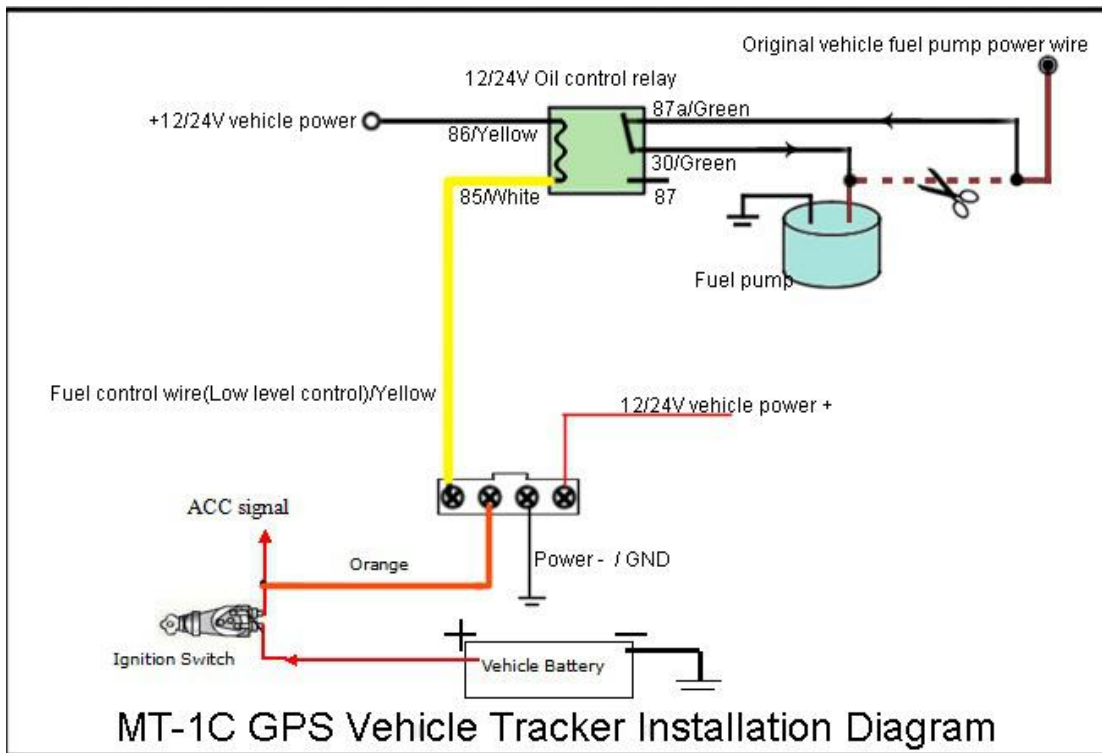 Original vehicle fuel pump power wire
12/24V Oil control relay
87a/Green
+12/24V vehicle power
86/Yellow
30/Green
85/White
87
Fuel pump
Fuel control wire(Low level control)/Yellow
12/24V vehicle power +
ACC signal
Orange
Power - / GND
+
-
Ignition Switch
Vehicle Battery
MT-1C GPS Vehicle Tracker Installation Diagram